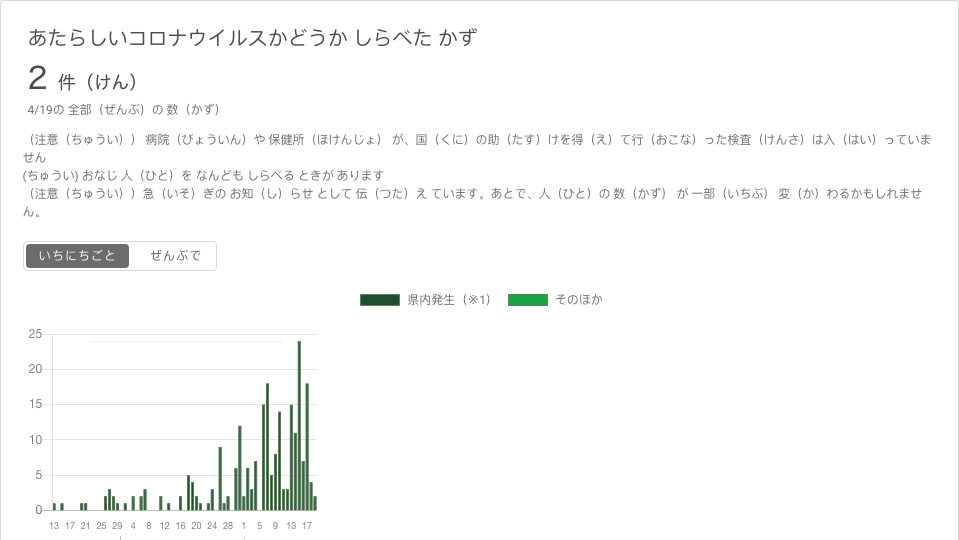 あたらしいコロナウイルスかどうか しらべた かず
2 件（けん）
4/19の 全部（ぜんぶ）の 数（かず）
（注意（ちゅうい）） 病院（びょういん）や 保健所（ほけんじょ） が、国（くに）の助（たす）けを得（え）て行（おこな）った検査（けんさ）は入（はい）っていま
せん
(ちゅうい) おなじ 人（ひと）を なんども しらべる ときが あります
（注意（ちゅうい））急（いそ）ぎの お知（し）らせ として 伝（つた）え ています。あとで、人（ひと）の 数（かず） が 一部（いちぶ） 変（か）わるかもしれませ
ん。
いちにちごと ぜんぶで
県内発生（※1） そのほか
25
20
15
10
5
0
13 17 21 25 29 4 8 12 16 20 24 28 1 5 9 13 17